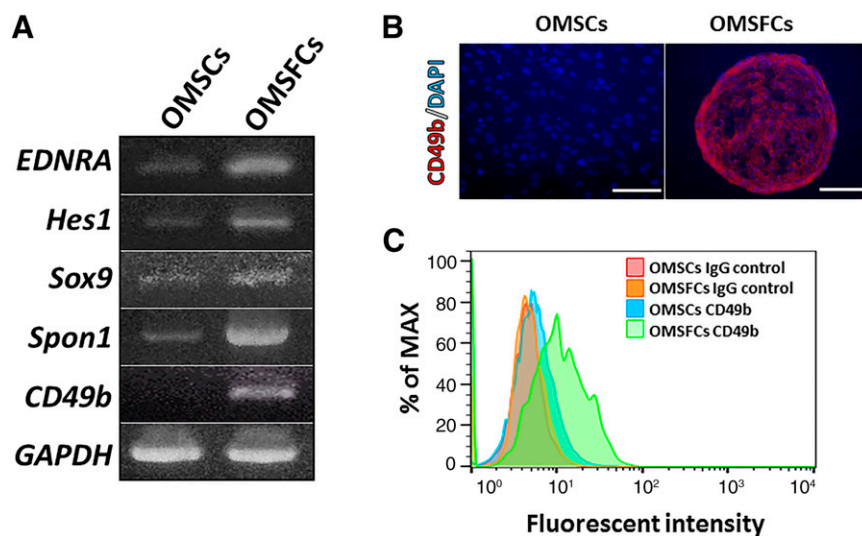 A
OMSCs
OMSFCs
EDNRA
Hes1
Sox9
Spon1
CD49b
GAPDH
B
OMSCs
OMSFCs
CD49b/DAPI
C
100
80
60
40
20
0
% of MAX
OMSCs IgG control
OMSFCs IgG control
OMSCs CD49b
OMSFCs CD49b
10⁰
10¹
10²
10³
10⁴
Fluorescent intensity